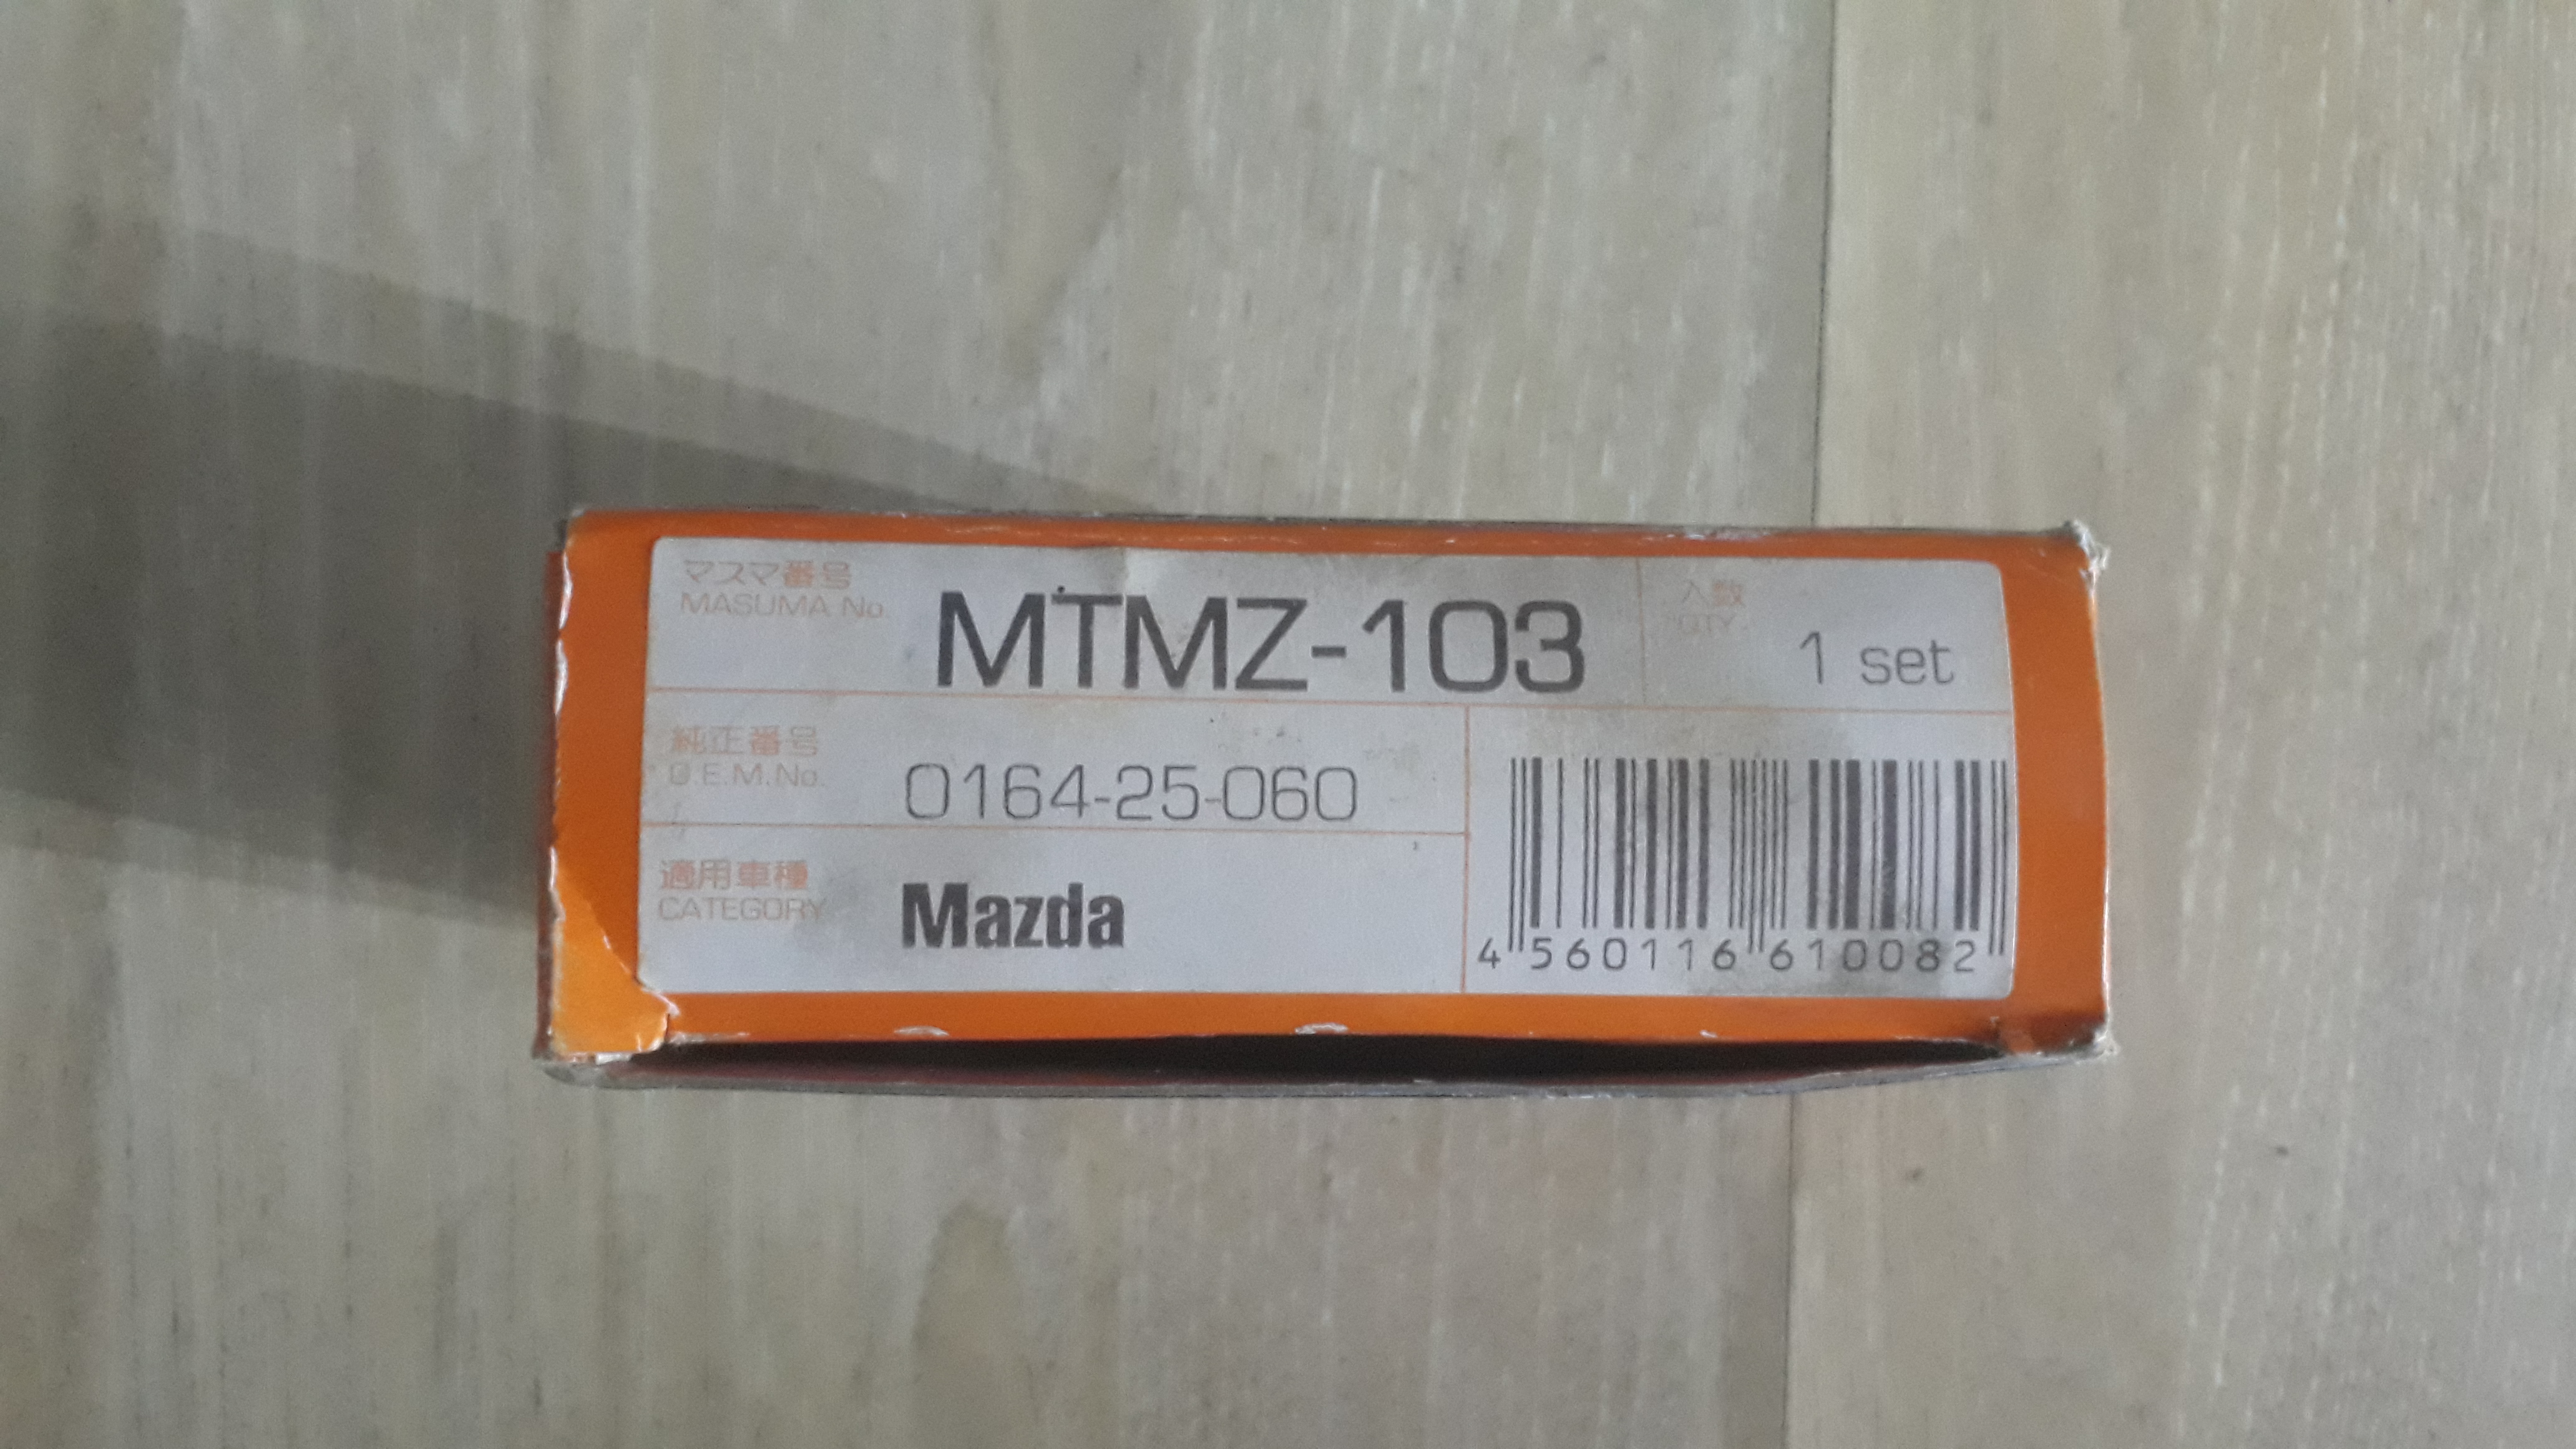 マスマ番号
MASUMA No.
MTMZ-103
入数
QTY
1 set
純正番号
O.E.M.No.
0164-25-060
適用車種
CATEGORY
Mazda
4 560116 610082